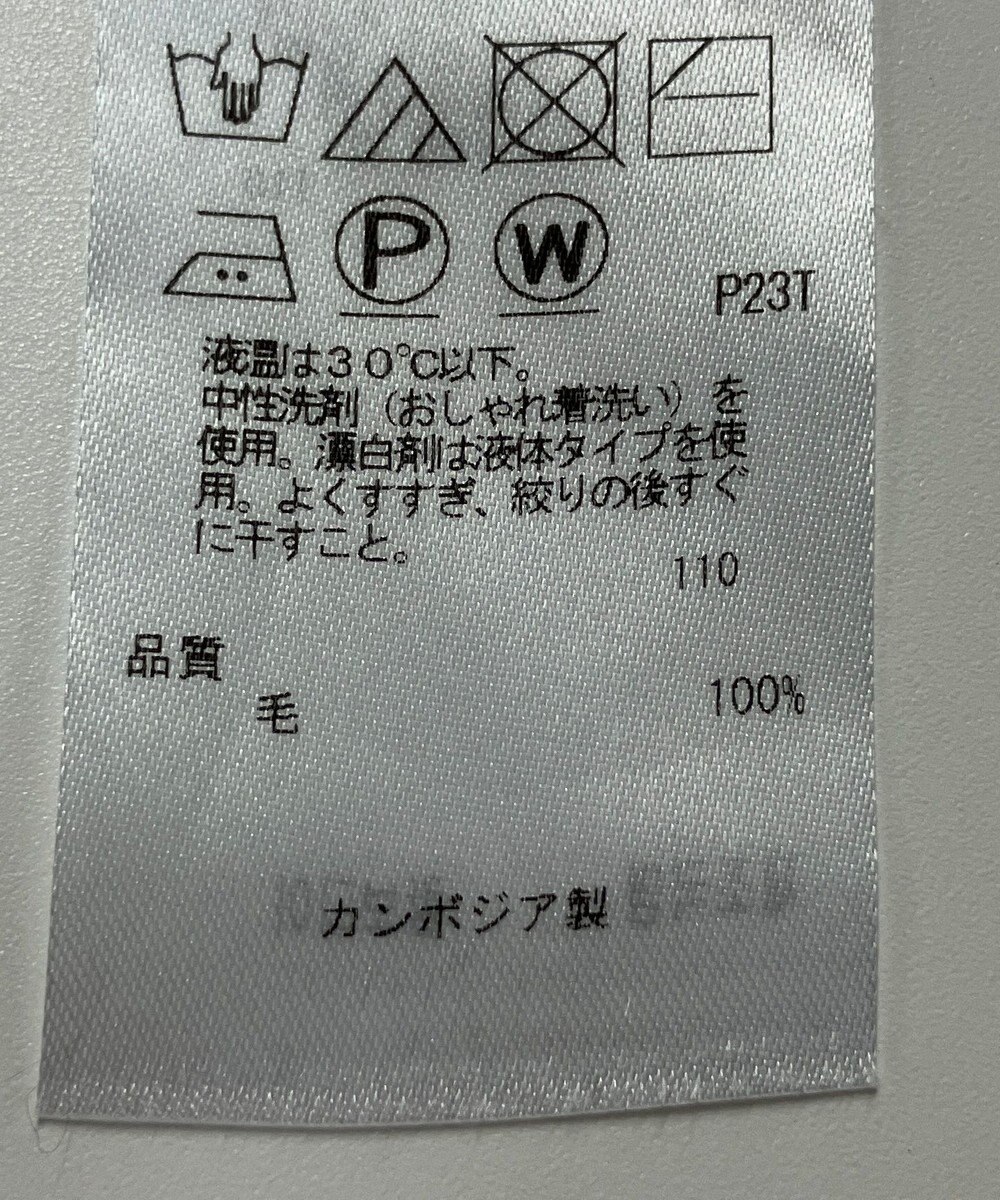 P
W
P23T
液温は30℃以下。
中性洗剤(おしゃれ着洗い)を
使用。漂白剤は液体タイプを使
用。よくすすぎ、絞りの後すぐ
に干すこと。
110
品質
毛 100%
カンボジア製